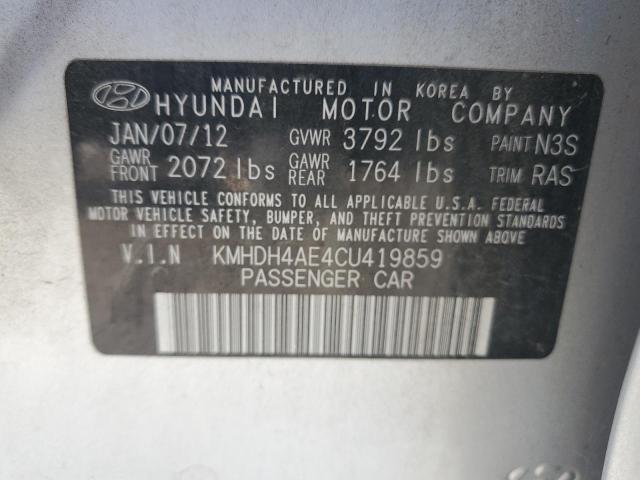 MANUFACTURED IN KOREA BY
HYUNDAI MOTOR COMPANY
JAN/07/12 GVWR 3792 lbs PAINT N3S
GAWR FRONT 2072 lbs GAWR REAR 1764 lbs TRIM RAS
THIS VEHICLE CONFORMS TO ALL APPLICABLE U.S.A. FEDERAL
MOTOR VEHICLE SAFETY, BUMPER, AND THEFT PREVENTION STANDARDS
IN EFFECT ON THE DATE OF MANUFACTURE SHOWN ABOVE.
V.I.N KMHDH4AE4CU419859
PASSENGER CAR